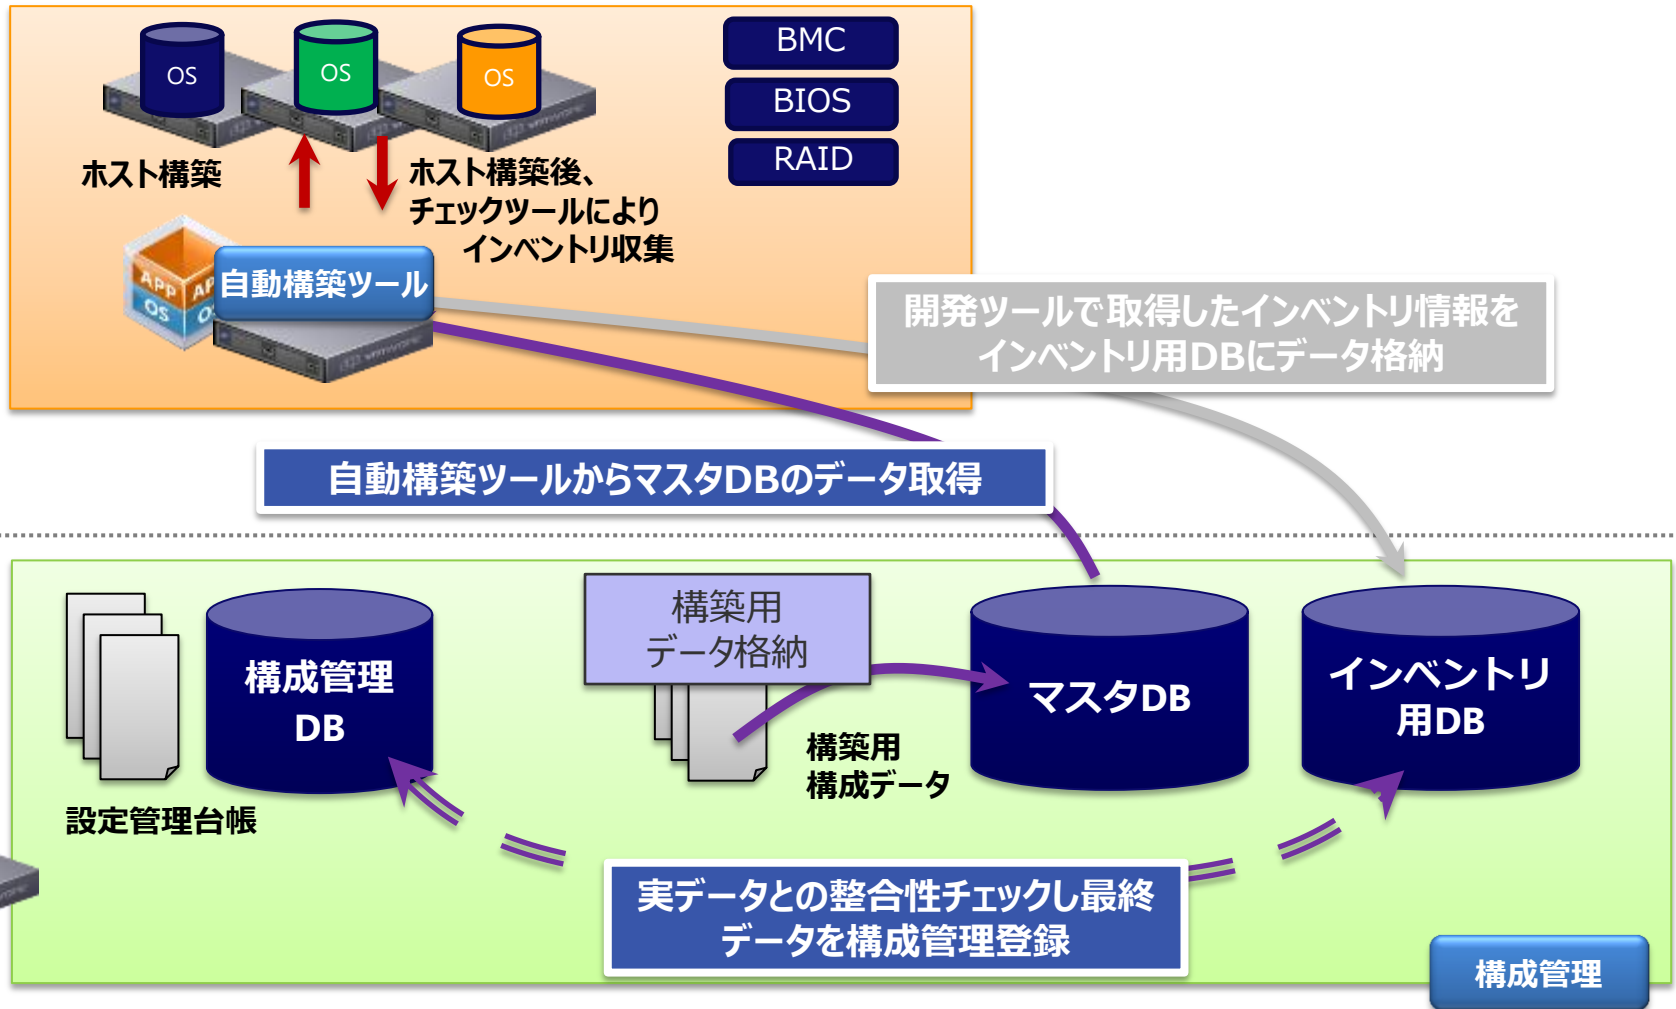 OS
OS
OS
BMC
BIOS
RAID
ホスト構築
ホスト構築後、
チェックツールにより
インベントリ収集
APP
OS
自動構築ツール
開発ツールで取得したインベントリ情報を
インベントリ用DBにデータ格納
自動構築ツールからマスタDBのデータ取得
構築用
データ格納
構成管理
DB
マスタDB
インベントリ
用DB
構築用
構成データ
設定管理台帳
実データとの整合性チェックし最終
データを構成管理登録
構成管理